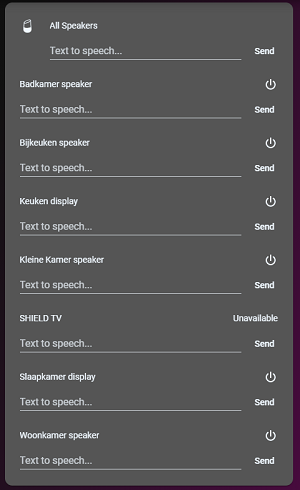 All Speakers
Text to speech... Send
Badkamer speaker
Text to speech... Send
Bijkeuken speaker
Text to speech... Send
Keuken display
Text to speech... Send
Kleine Kamer speaker
Text to speech... Send
SHIELD TV Unavailable
Text to speech... Send
Slaapkamer display
Text to speech... Send
Woonkamer speaker
Text to speech... Send